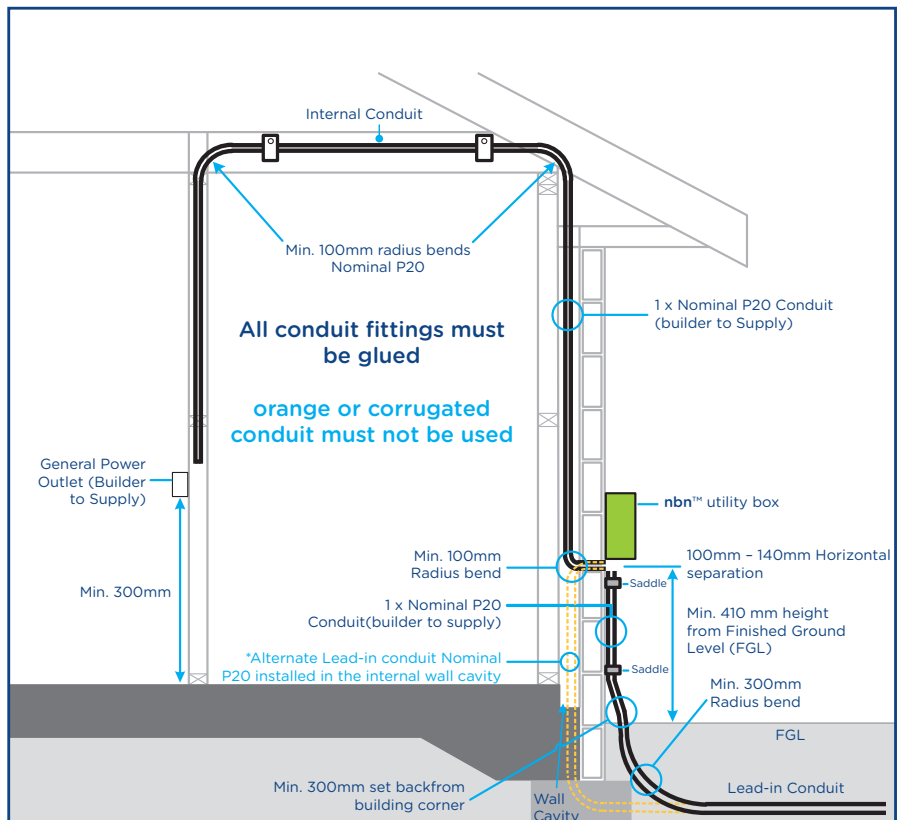 Internal Conduit
Min. 100mm radius bends
Nominal P20
1 x Nominal P20 Conduit
(builder to Supply)
All conduit fittings must
be glued
orange or corrugated
conduit must not be used
General Power
Outlet (Builder
to Supply)
nbn™ utility box
Min. 100mm
Radius bend
100mm – 140mm Horizontal
separation
Saddle
Min. 300mm
1 x Nominal P20
Conduit(builder to supply)
Min. 410 mm height
from Finished Ground
Level (FGL)
*Alternate Lead-in conduit Nominal
P20 installed in the internal wall cavity
Saddle
Min. 300mm
Radius bend
FGL
Min. 300mm set backfrom
building corner
Wall
Cavity
Lead-in Conduit